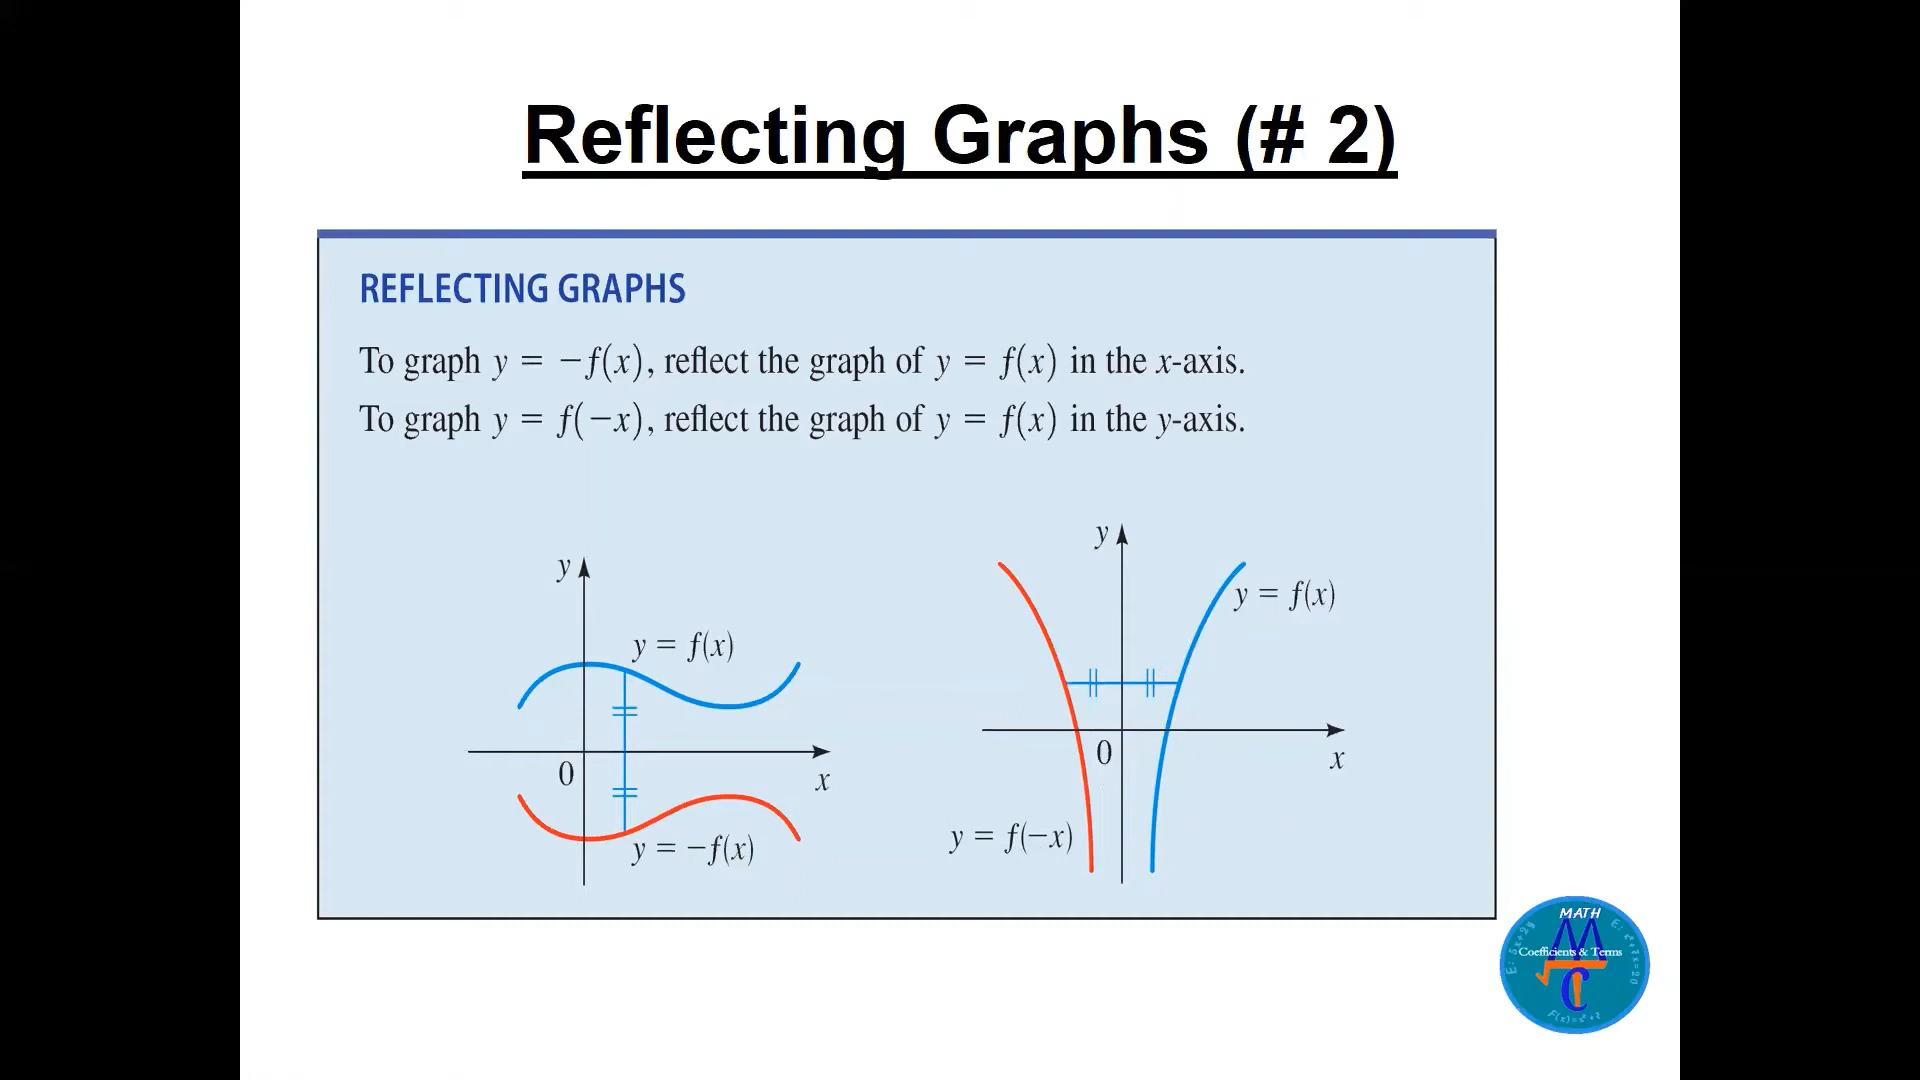 Reflecting Graphs (# 2)
REFLECTING GRAPHS
To graph y = −f(x), reflect the graph of y = f(x) in the x-axis.
To graph y = f(−x), reflect the graph of y = f(x) in the y-axis.
y
y = f(x)
0
x
y = −f(x)
y
y = f(x)
0
x
y = f(−x)
MATH
M
Coefficients & Terms
C